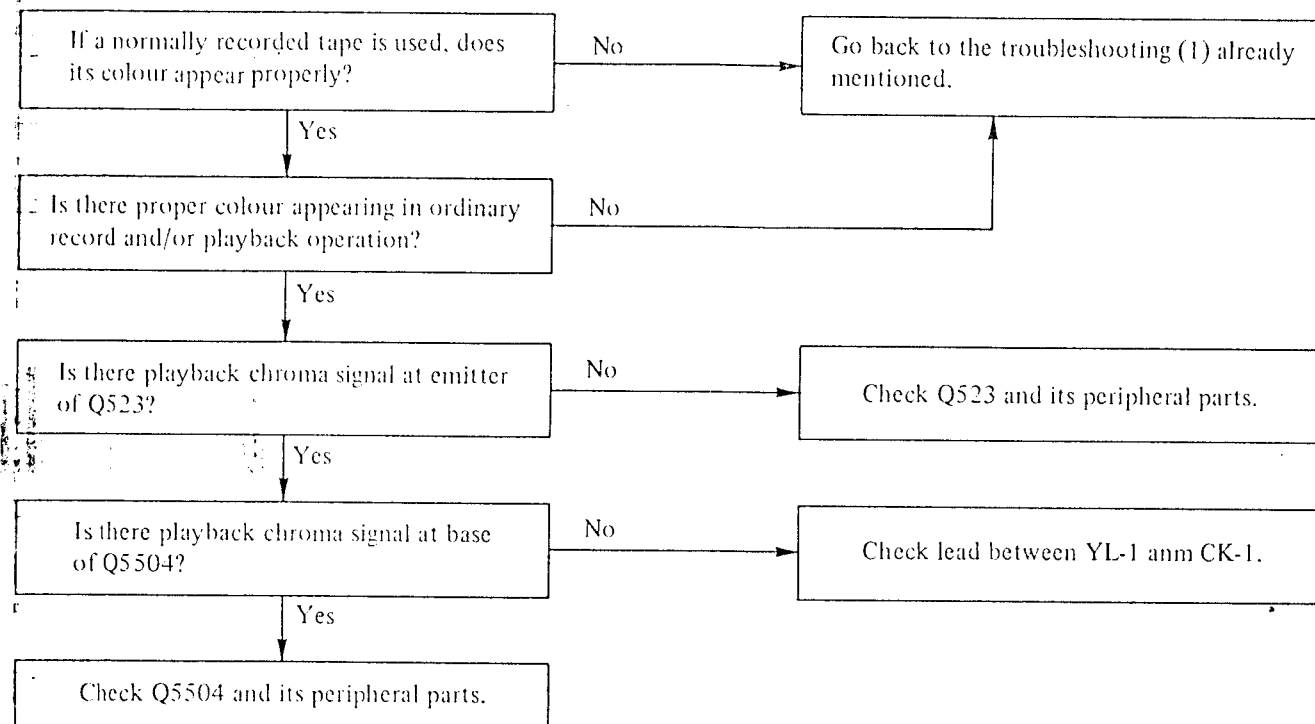 If a normally recorded tape is used, does
its colour appear properly?
No
Go back to the troubleshooting (1) already
mentioned.
Yes
Is there proper colour appearing in ordinary
record and/or playback operation?
No
Yes
Is there playback chroma signal at emitter
of Q523?
No
Check Q523 and its peripheral parts.
Yes
Is there playback chroma signal at base
of Q5504?
No
Check lead between YL-1 anm CK-1.
Yes
Check Q5504 and its peripheral parts.